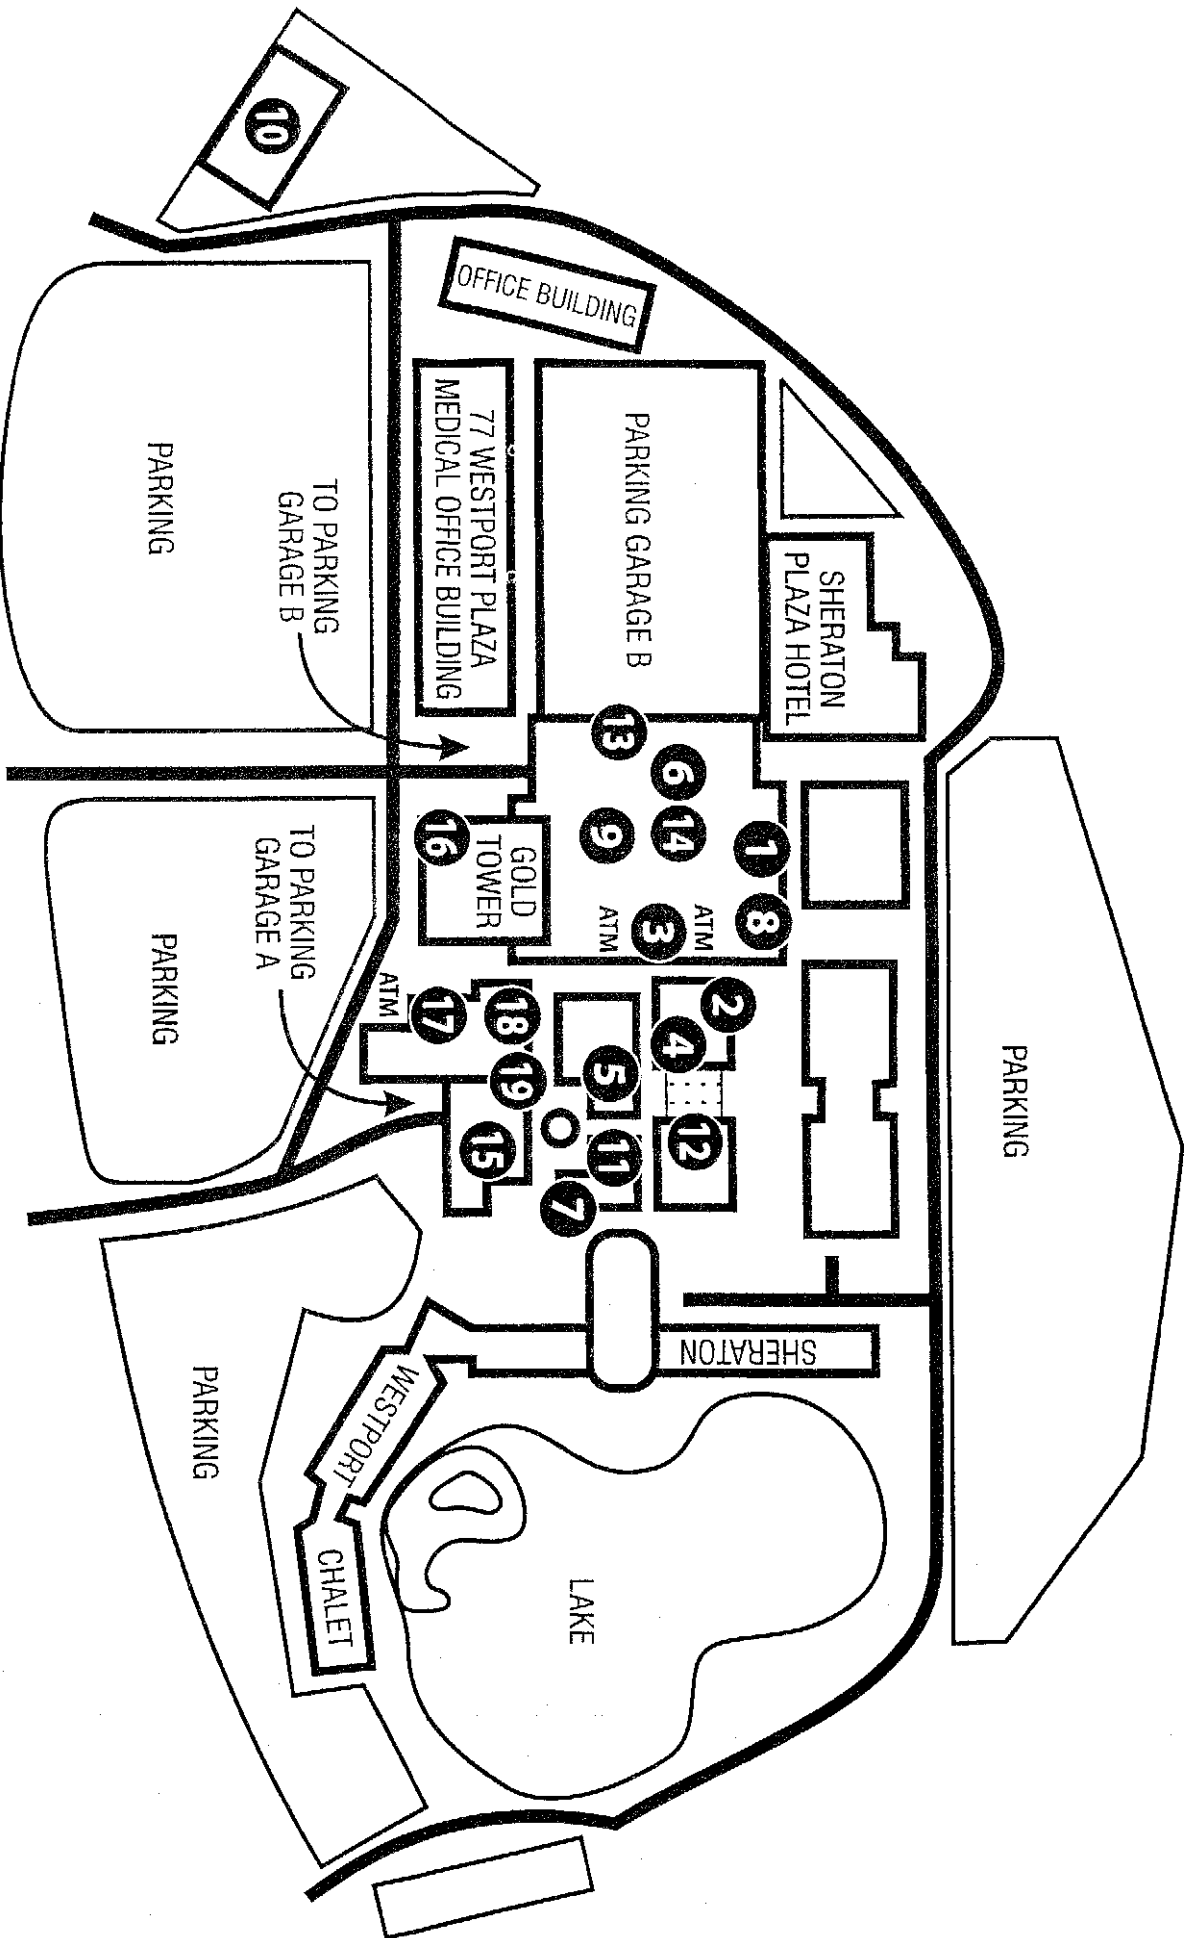 10
OFFICE BUILDING
77 WESTPORT PLAZA
MEDICAL OFFICE BUILDING
PARKING GARAGE B
SHERATON
PLAZA HOTEL
PARKING
TO PARKING
GARAGE B
13
6
14
9
1
8
3
ATM
ATM
16
GOLD
TOWER
TO PARKING
GARAGE A
PARKING
ATM
17
18
19
15
2
4
5
12
11
7
PARKING
SHERATON
WESTPORT
CHALET
PARKING
LAKE